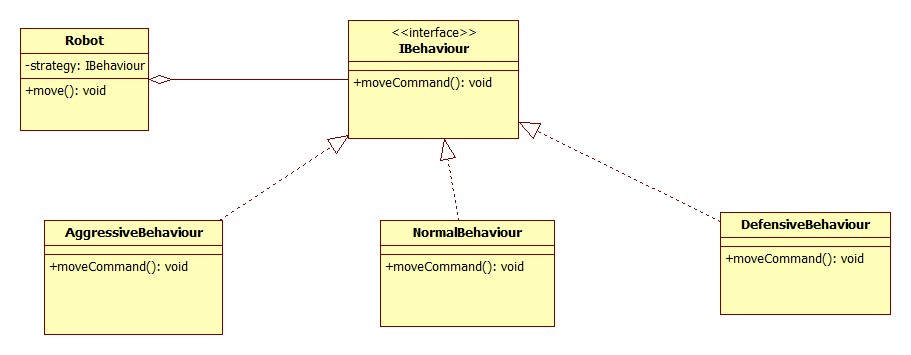 Robot
-strategy: IBehaviour
+move(): void
<<interface>>
IBehaviour
+moveCommand(): void
AggressiveBehaviour
+moveCommand(): void
NormalBehaviour
+moveCommand(): void
DefensiveBehaviour
+moveCommand(): void